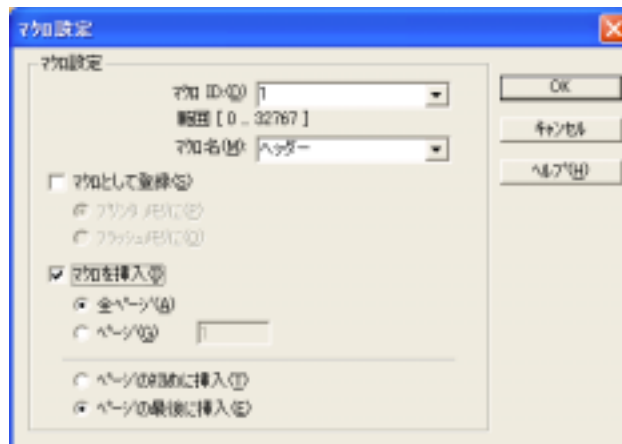 マクロ設定
マクロ設定
マクロ ID:(D) 1
範囲 [ 0 .. 32767 ]
マクロ名(M): ヘッダー
マクロとして登録(S)
プリンタ メモリに(P)
フラッシュメモリに(O)
マクロを挿入(I)
全ページ(A)
ページ(G) 1
ページの初めに挿入(T)
ページの最後に挿入(E)
OK
キャンセル
ヘルプ(H)